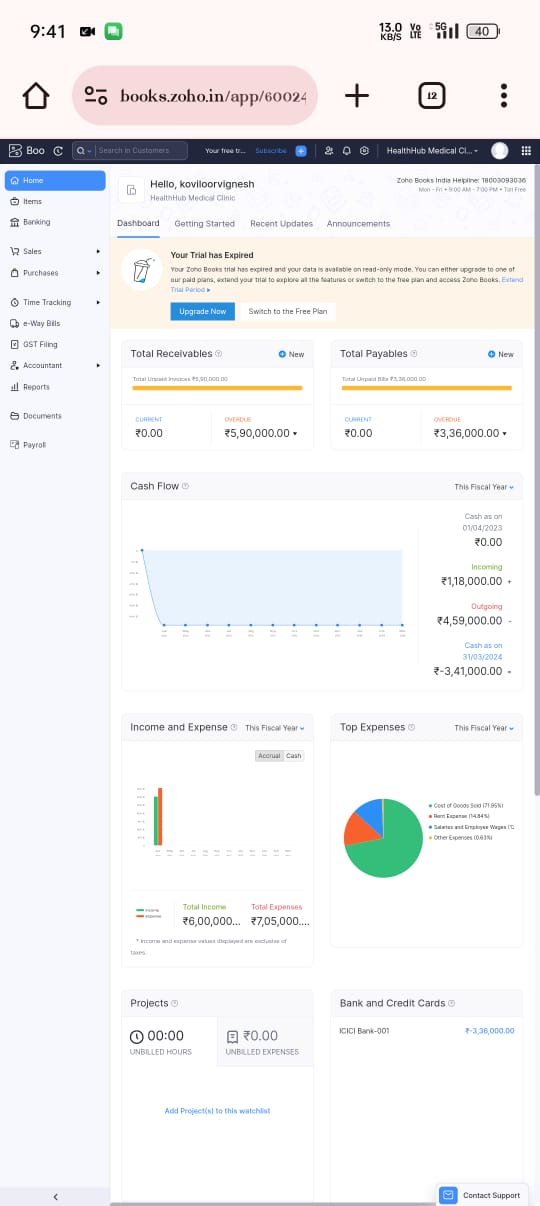 9:41
13.0 KB/S Vo LTE 5G 40
books.zoho.in/app/60024
12
Boo
Search in Customers
Your free tr...
Subscribe
HealthHub Medical Cl...
Home
Items
Banking
Sales
Purchases
Time Tracking
e-Way Bills
GST Filing
Accountant
Reports
Documents
Payroll
Hello, koviloorvignesh
HealthHub Medical Clinic
Zoho Books India Helpline: 18003093036
Mon - Fri • 9:00 AM - 7:00 PM • Toll Free
Dashboard
Getting Started
Recent Updates
Announcements
Your Trial has Expired
Your Zoho Books trial has expired and your data is available on read-only mode. You can either upgrade to one of
our paid plans, extend your trial to explore all the features or switch to the free plan and access Zoho Books. Extend
Trial Period ▸
Upgrade Now
Switch to the Free Plan
Total Receivables
New
Total Unpaid Invoices ₹5,90,000.00
CURRENT
₹0.00
OVERDUE
₹5,90,000.00
Total Payables
New
Total Unpaid Bills ₹3,36,000.00
CURRENT
₹0.00
OVERDUE
₹3,36,000.00
Cash Flow
This Fiscal Year
Cash as on
01/04/2023
₹0.00
Incoming
₹1,18,000.00 +
Outgoing
₹4,59,000.00 -
Cash as on
31/03/2024
₹-3,41,000.00 =
Income and Expense
This Fiscal Year
Accrual Cash
Income
Expense
Total Income
₹6,00,000...
Total Expenses
₹7,05,000....
* Income and expense values displayed are exclusive of
taxes.
Top Expenses
This Fiscal Year
Cost of Goods Sold (71.95%)
Rent Expense (14.84%)
Salaries and Employee Wages (1
Other Expenses (0.63%)
Projects
00:00
UNBILLED HOURS
₹0.00
UNBILLED EXPENSES
Add Project(s) to this watchlist
Bank and Credit Cards
ICICI Bank-001
₹-3,36,000.00
Contact Support